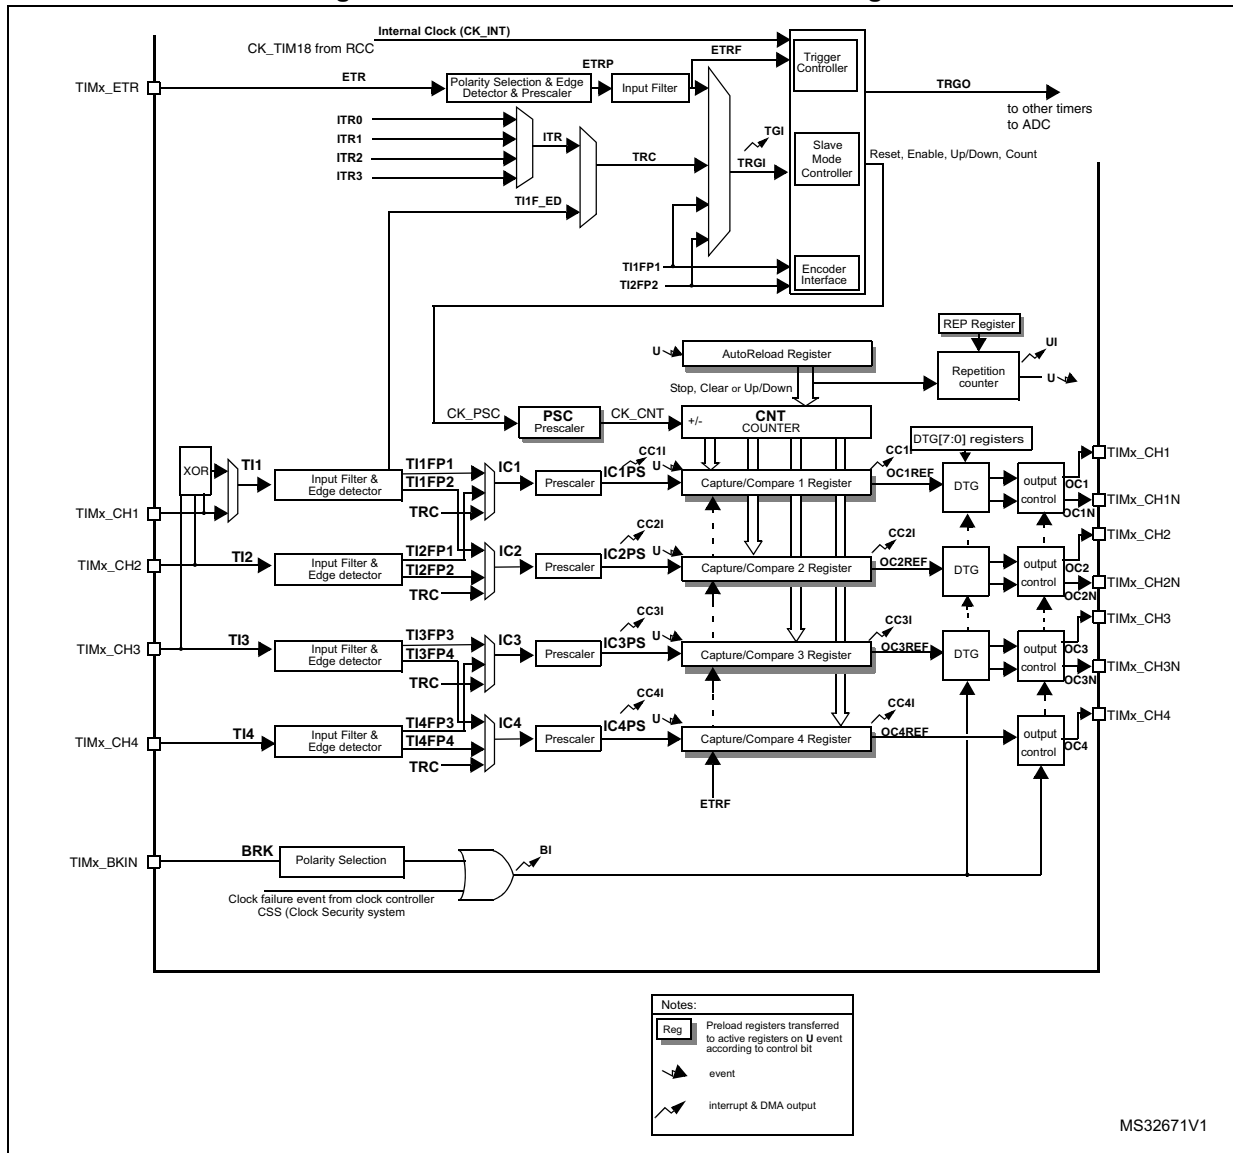 Internal Clock (CK_INT)
CK_TIM18 from RCC
ETRF
Trigger
Controller
TIMx_ETR
ETR
Polarity Selection & Edge
Detector & Prescaler
ETRP
Input Filter
TRGO
to other timers
to ADC
ITR0
ITR1
ITR2
ITR3
ITR
TRC
TGI
TRGI
Slave
Mode
Controller
Reset, Enable, Up/Down, Count
TI1F_ED
TI1FP1
TI2FP2
Encoder
Interface
REP Register
UI
U
AutoReload Register
Repetition
counter
U
Stop, Clear or Up/Down
CK_PSC
PSC
Prescaler
CK_CNT
+/-
CNT
COUNTER
DTG[7:0] registers
XOR
TI1
Input Filter &
Edge detector
TI1FP1
TI1FP2
TRC
IC1
Prescaler
CC1I
U
IC1PS
Capture/Compare 1 Register
CC1I
OC1REF
DTG
output
control
OC1
OC1N
TIMx_CH1
TIMx_CH1N
TIMx_CH1
TIMx_CH2
TI2
Input Filter &
Edge detector
TI2FP1
TI2FP2
TRC
IC2
Prescaler
CC2I
U
IC2PS
Capture/Compare 2 Register
CC2I
OC2REF
DTG
output
control
OC2
OC2N
TIMx_CH2
TIMx_CH2N
TIMx_CH3
TI3
Input Filter &
Edge detector
TI3FP3
TI3FP4
TRC
IC3
Prescaler
CC3I
U
IC3PS
Capture/Compare 3 Register
CC3I
OC3REF
DTG
output
control
OC3
OC3N
TIMx_CH3
TIMx_CH3N
TIMx_CH4
TI4
Input Filter &
Edge detector
TI4FP3
TI4FP4
TRC
IC4
Prescaler
CC4I
U
IC4PS
Capture/Compare 4 Register
CC4I
OC4REF
output
control
OC4
TIMx_CH4
ETRF
TIMx_BKIN
BRK
Polarity Selection
BI
Clock failure event from clock controller
CSS (Clock Security system
Notes:
Reg
Preload registers transferred
to active registers on U event
according to control bit
event
interrupt & DMA output
MS32671V1